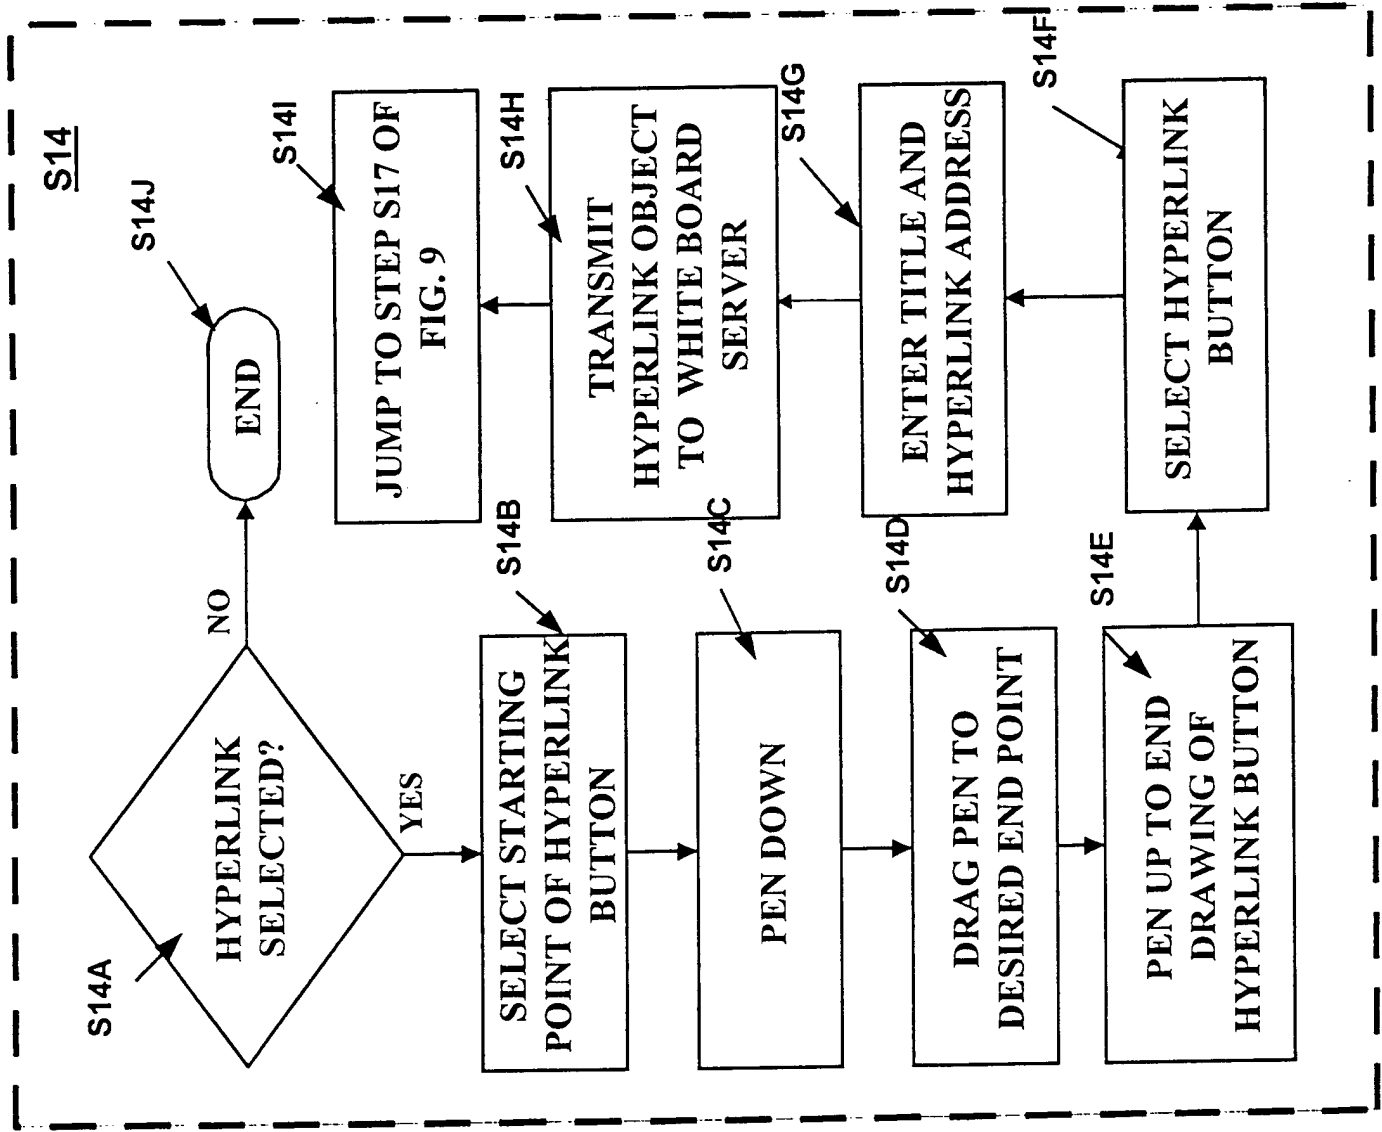 S14
S14A
HYPERLINK
SELECTED?
NO
S14J
END
YES
S14B
SELECT STARTING
POINT OF HYPERLINK
BUTTON
S14C
PEN DOWN
S14D
DRAG PEN TO
DESIRED END POINT
S14E
PEN UP TO END
DRAWING OF
HYPERLINK BUTTON
S14F
SELECT HYPERLINK
BUTTON
S14G
ENTER TITLE AND
HYPERLINK ADDRESS
S14H
TRANSMIT
HYPERLINK OBJECT
TO WHITE BOARD
SERVER
S14I
JUMP TO STEP S17 OF
FIG. 9